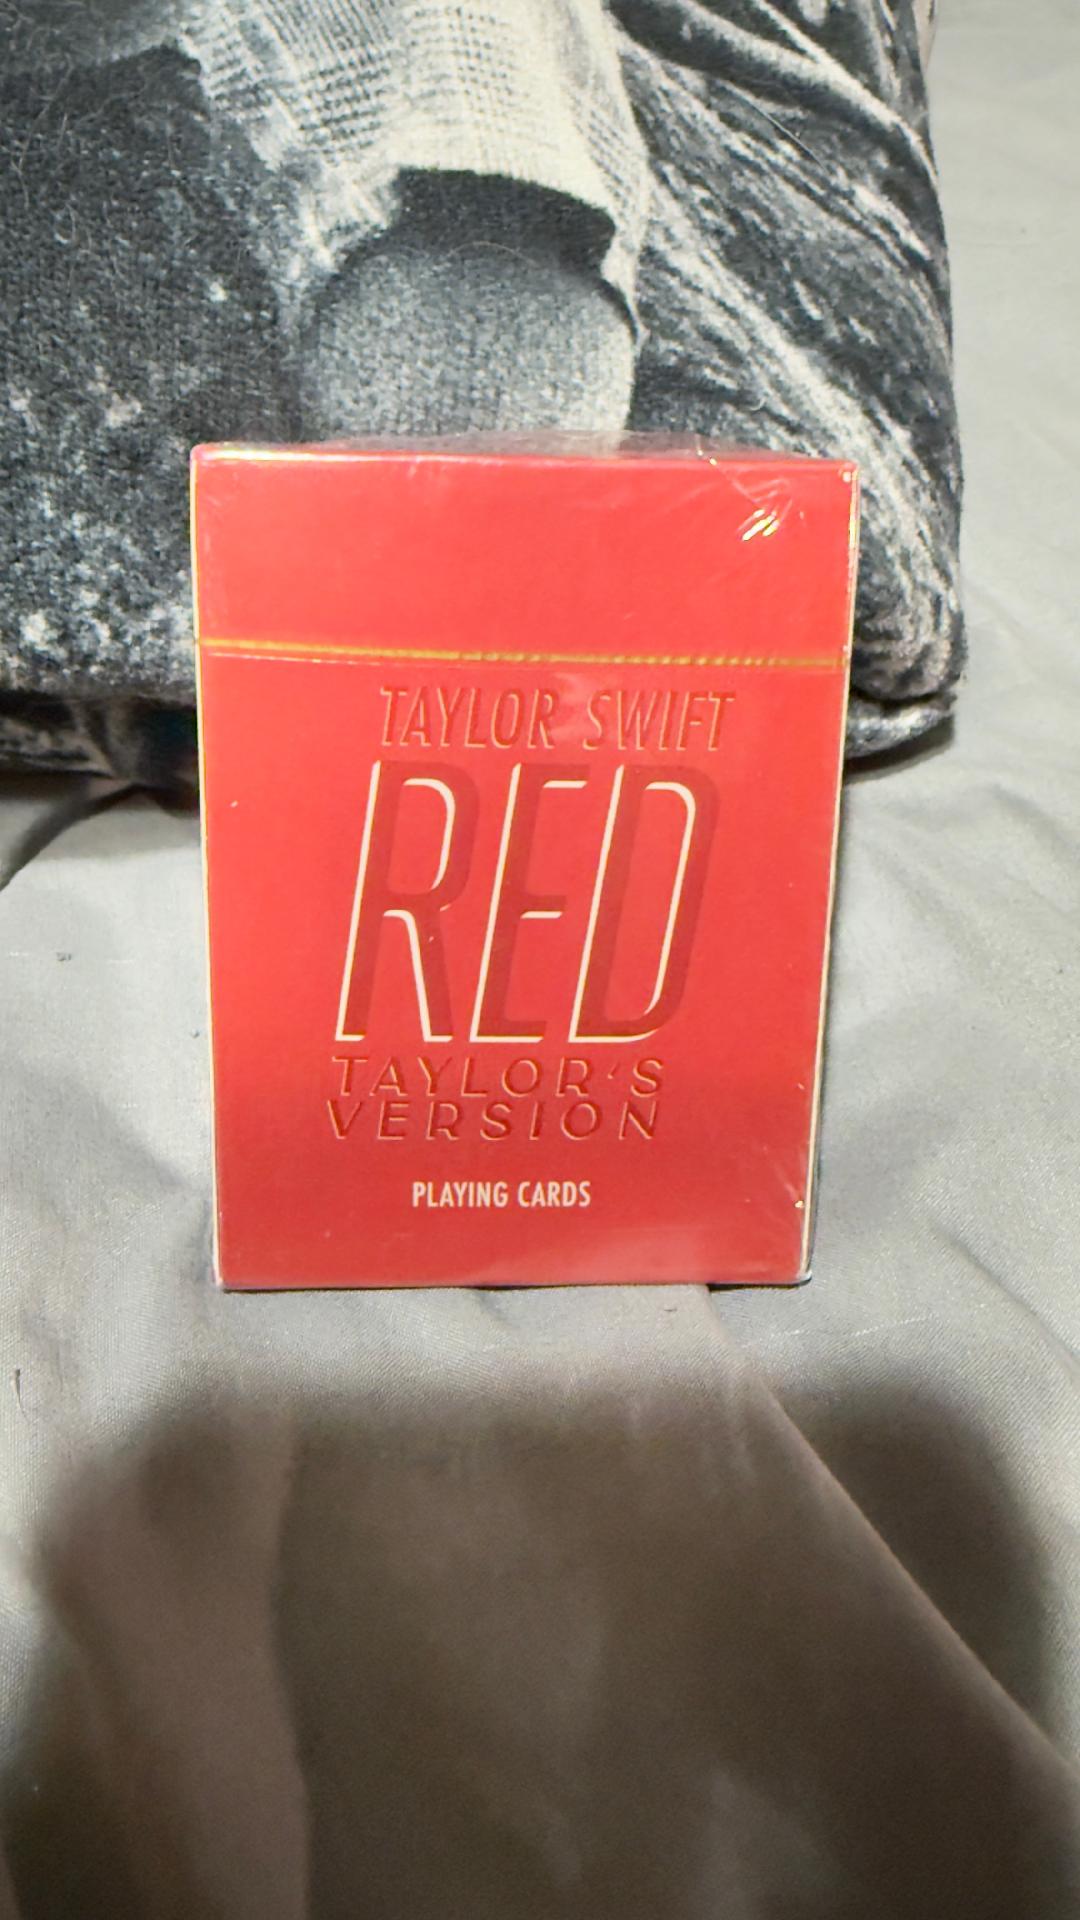 TAYLOR SWIFT
RED
TAYLOR'S
VERSION
PLAYING CARDS